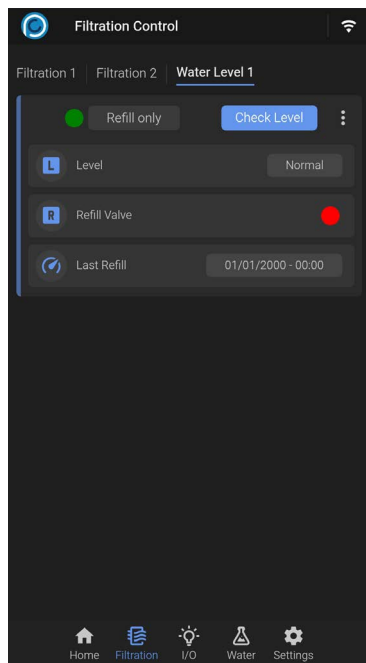 Filtration Control
Filtration 1 Filtration 2 Water Level 1
Refill only Check Level
L Level Normal
R Refill Valve
Last Refill 01/01/2000 - 00:00
Home Filtration I/O Water Settings